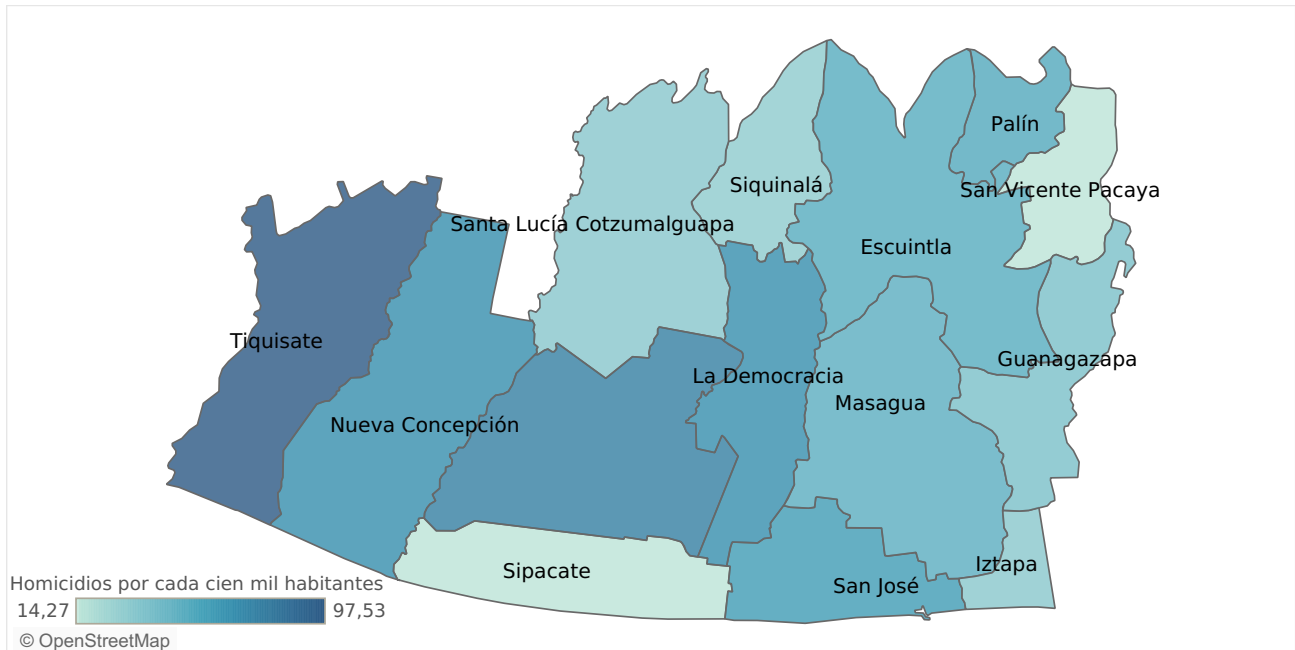 Palín
Siquinalá
San Vicente Pacaya
Santa Lucía Cotzumalguapa
Escuintla
Tiquisate
Guanagazapa
La Democracia
Masagua
Nueva Concepción
Iztapa
Sipacate
San José
Homicidios por cada cien mil habitantes
14,27 97,53
© OpenStreetMap